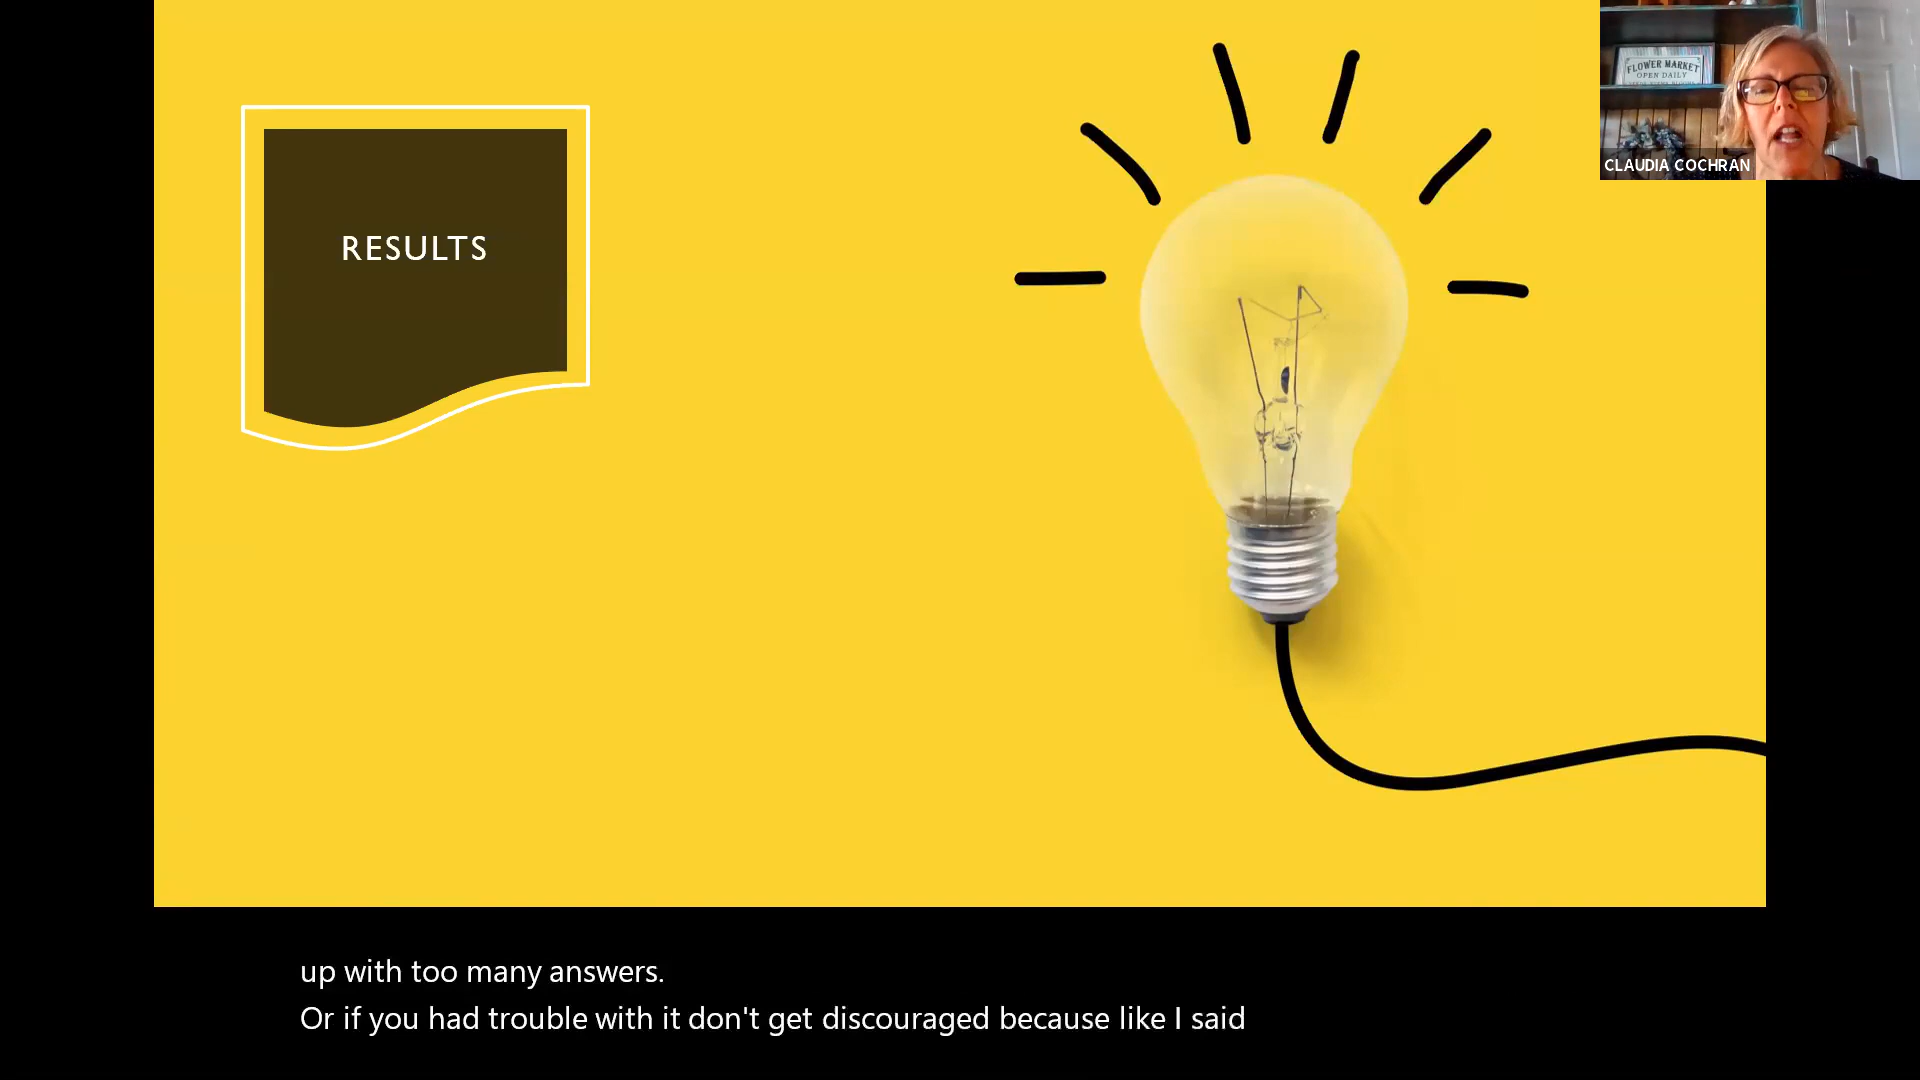 RESULTS
FLOWER MARKET
OPEN DAILY
CLAUDIA COCHRAN
up with too many answers.
Or if you had trouble with it don't get discouraged because like I said